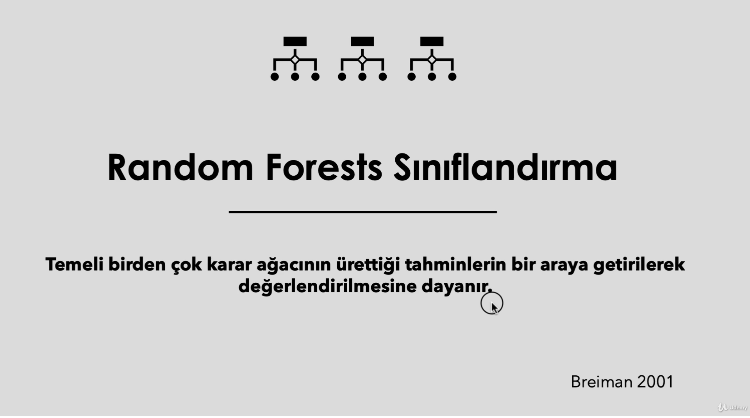 Random Forests Sınıflandırma
Temeli birden çok karar ağacının ürettiği tahminlerin bir araya getirilerek
değerlendirilmesine dayanır.
Breiman 2001